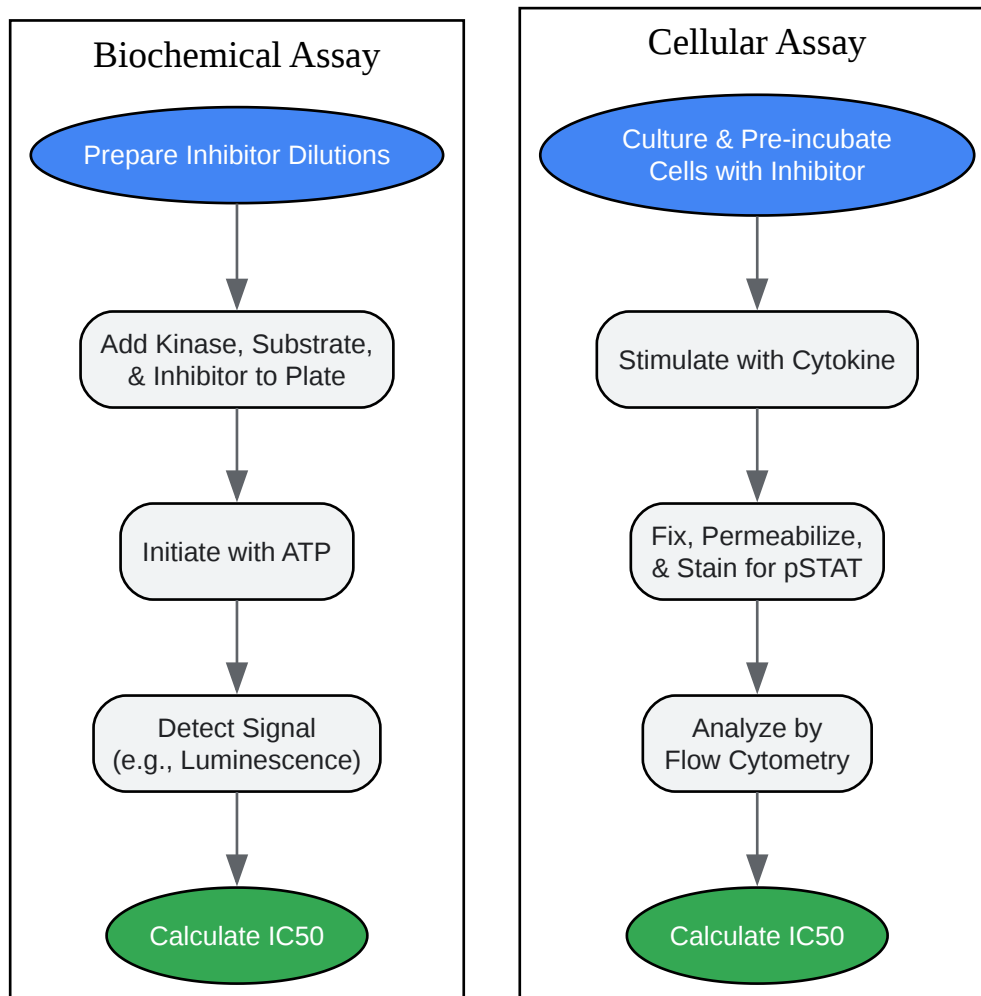 Biochemical Assay
Prepare Inhibitor Dilutions
Add Kinase, Substrate,
& Inhibitor to Plate
Initiate with ATP
Detect Signal
(e.g., Luminescence)
Calculate IC50
Cellular Assay
Culture & Pre-incubate
Cells with Inhibitor
Stimulate with Cytokine
Fix, Permeabilize,
& Stain for pSTAT
Analyze by
Flow Cytometry
Calculate IC50